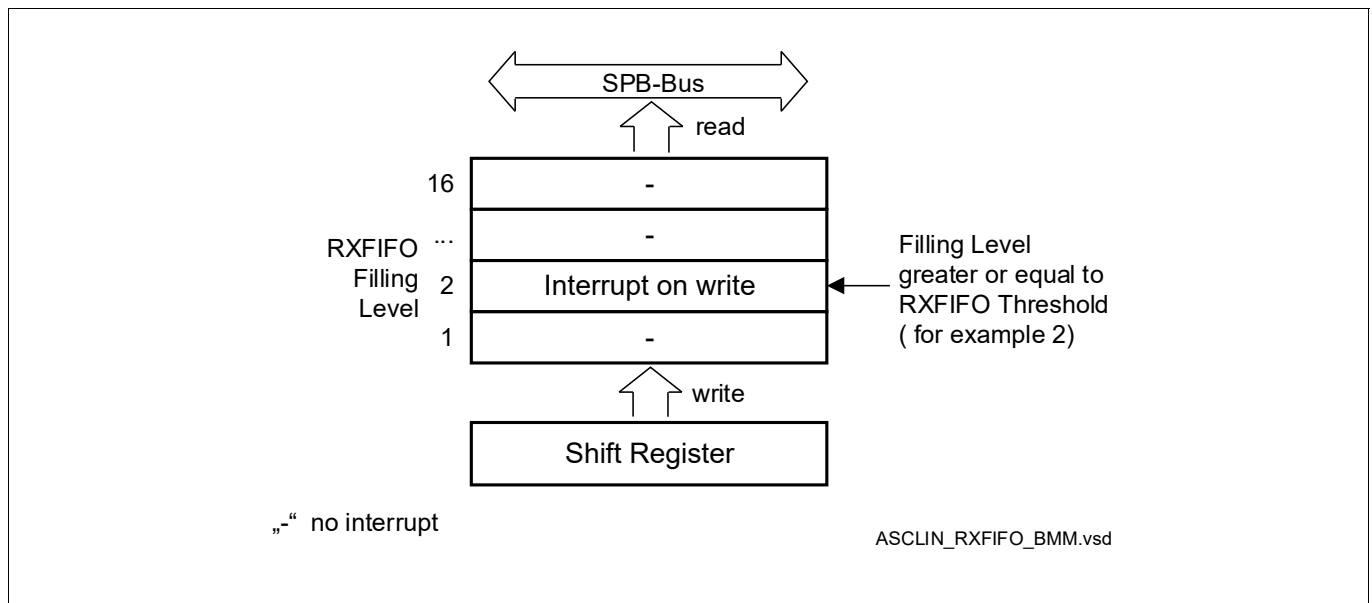 SPB-Bus
read
16
-
...
-
RXFIFO
Filling
Level
2
Interrupt on write
1
-
Filling Level
greater or equal to
RXFIFO Threshold
( for example 2)
write
Shift Register
„-“ no interrupt
ASCLIN_RXFIFO_BMM.vsd